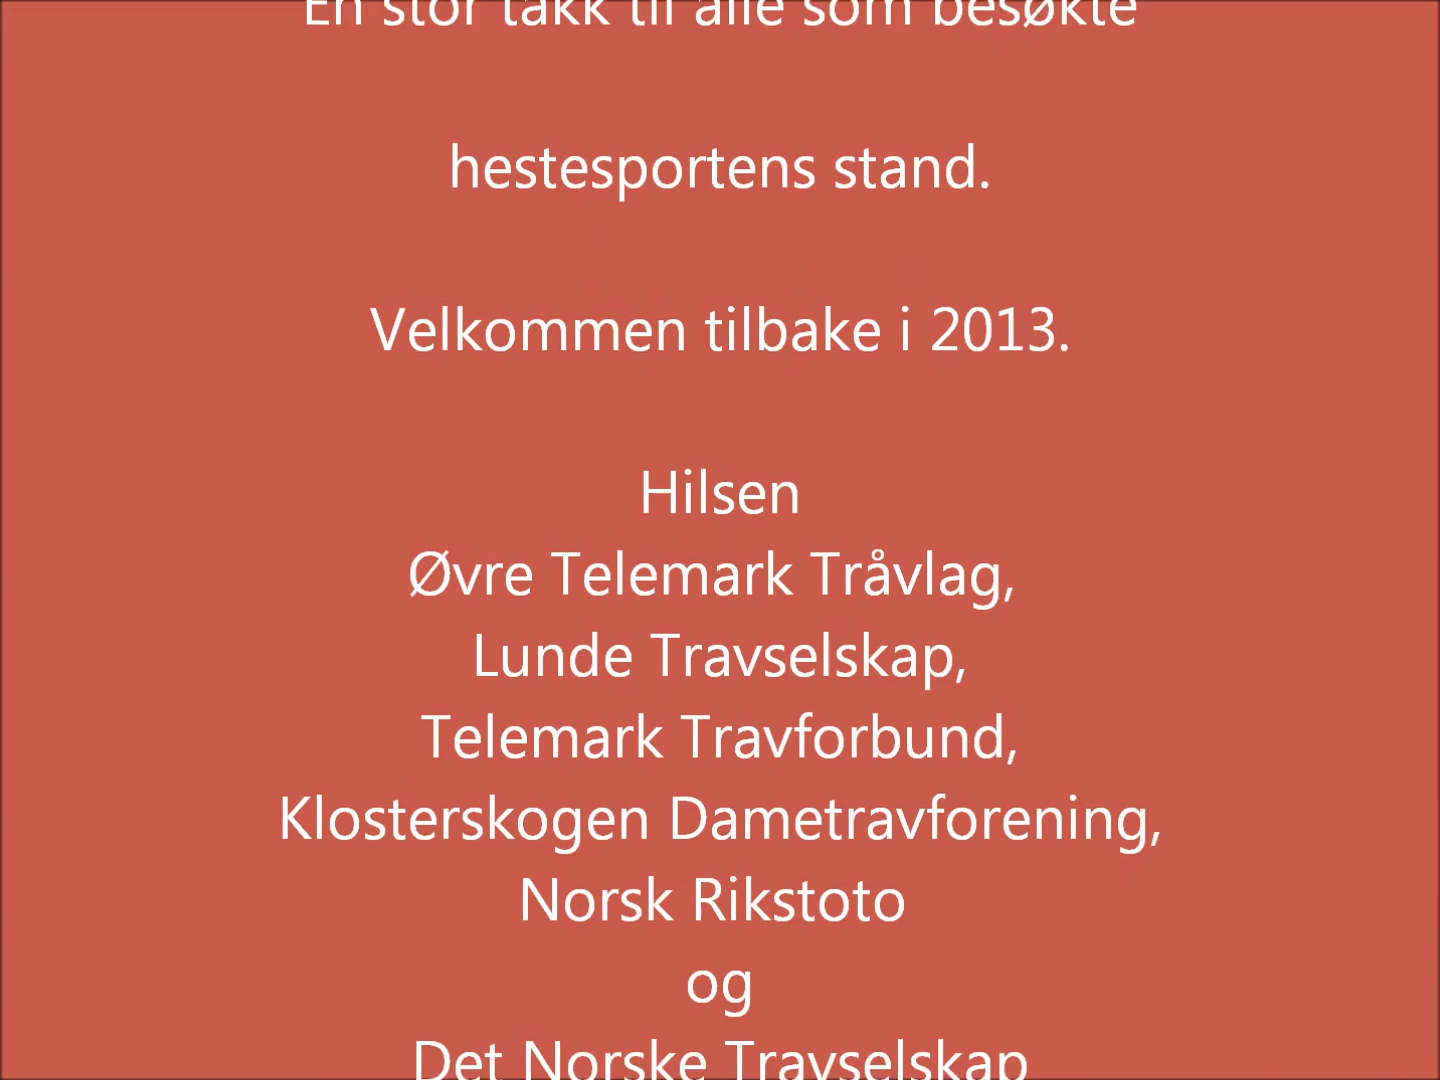 En stor takk til alle som besøkte
hestesportens stand.
Velkommen tilbake i 2013.
Hilsen
Øvre Telemark Tråvlag,
Lunde Travselskap,
Telemark Travforbund,
Klosterskogen Dametravforening,
Norsk Rikstoto
og
Det Norske Travselskap